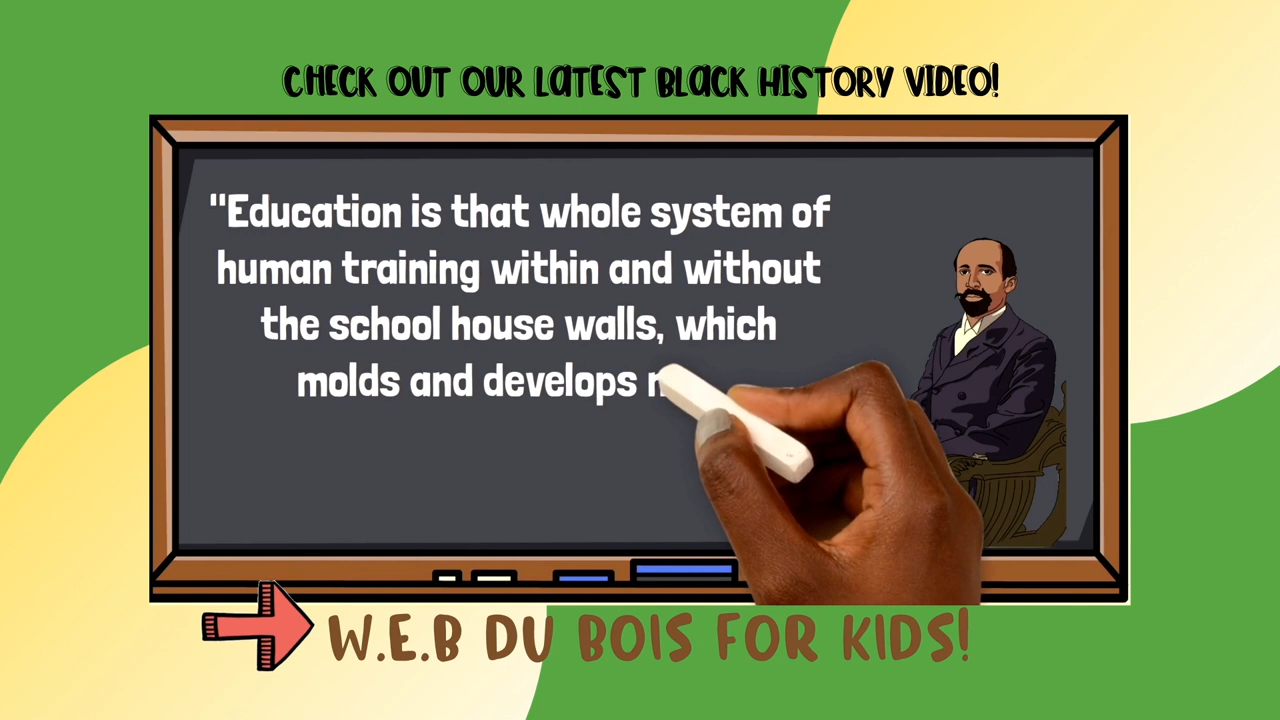 CHECK OUT OUR LATEST BLACK HISTORY VIDEO!
"Education is that whole system of
human training within and without
the school house walls, which
molds and develops
W.E.B DU BOIS FOR KIDS!